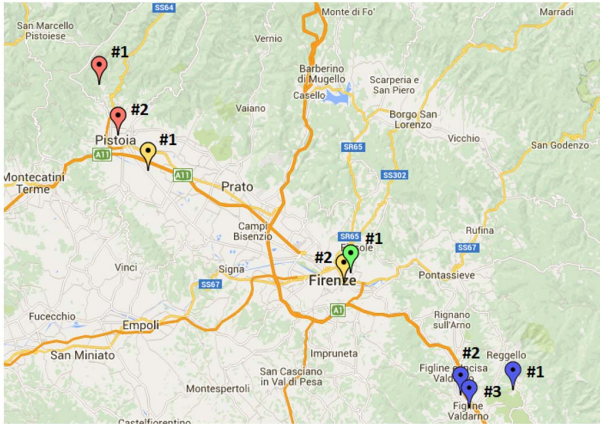 Monte di Fo'
Marradi
SS64
San Marcello
Pistoiese
Vernio
#1
Barberino
di Mugello
Scarperia e
San Piero
Casello
Vaiano
#2
Borgo San
Lorenzo
Pistoia
#1
Vicchio
San Godenzo
A11
SR65
A11
SS302
Montecatini
Terme
Prato
Campi
Bisenzio
Rufina
SR65
#1
SS67
#2
Vinci
Signa
Firenze
Pontassieve
SS67
Fucecchio
A1
Rignano
sull'Arno
Empoli
San Miniato
Impruneta
#2
Reggello
San Casciano
in Val di Pesa
Figline
#1
Montespertoli
#3
Figline
Valdarno
Castelfiorentino